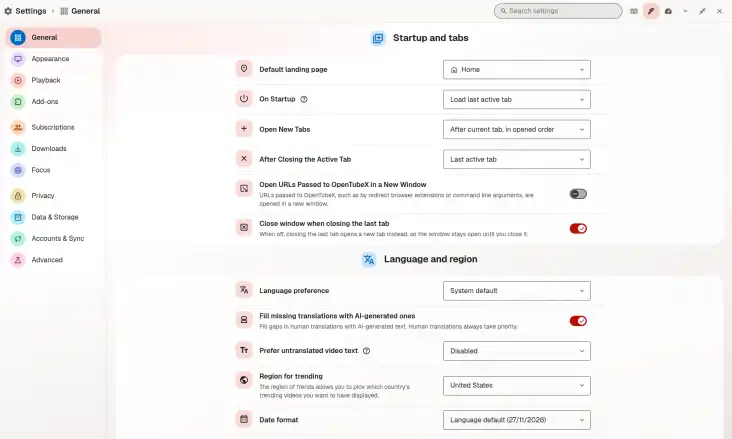 Settings › General
Search settings
General
Appearance
Playback
Add-ons
Subscriptions
Downloads
Focus
Privacy
Data & Storage
Accounts & Sync
Advanced
Startup and tabs
Default landing page
Home
On Startup
Load last active tab
Open New Tabs
After current tab, in opened order
After Closing the Active Tab
Last active tab
Open URLs Passed to OpenTubeX in a New Window
URLs passed to OpenTubeX, such as by redirect browser extensions or command line arguments, are
opened in a new window.
Close window when closing the last tab
When off, closing the last tab opens a new tab instead, so the window stays open until you close it.
Language and region
Language preference
System default
Fill missing translations with AI-generated ones
Fill gaps in human translations with AI-generated text. Human translations always take priority.
Prefer untranslated video text
Disabled
Region for trending
The region of trends allows you to pick which country's
trending videos you want to have displayed.
United States
Date format
Language default (27/11/2026)